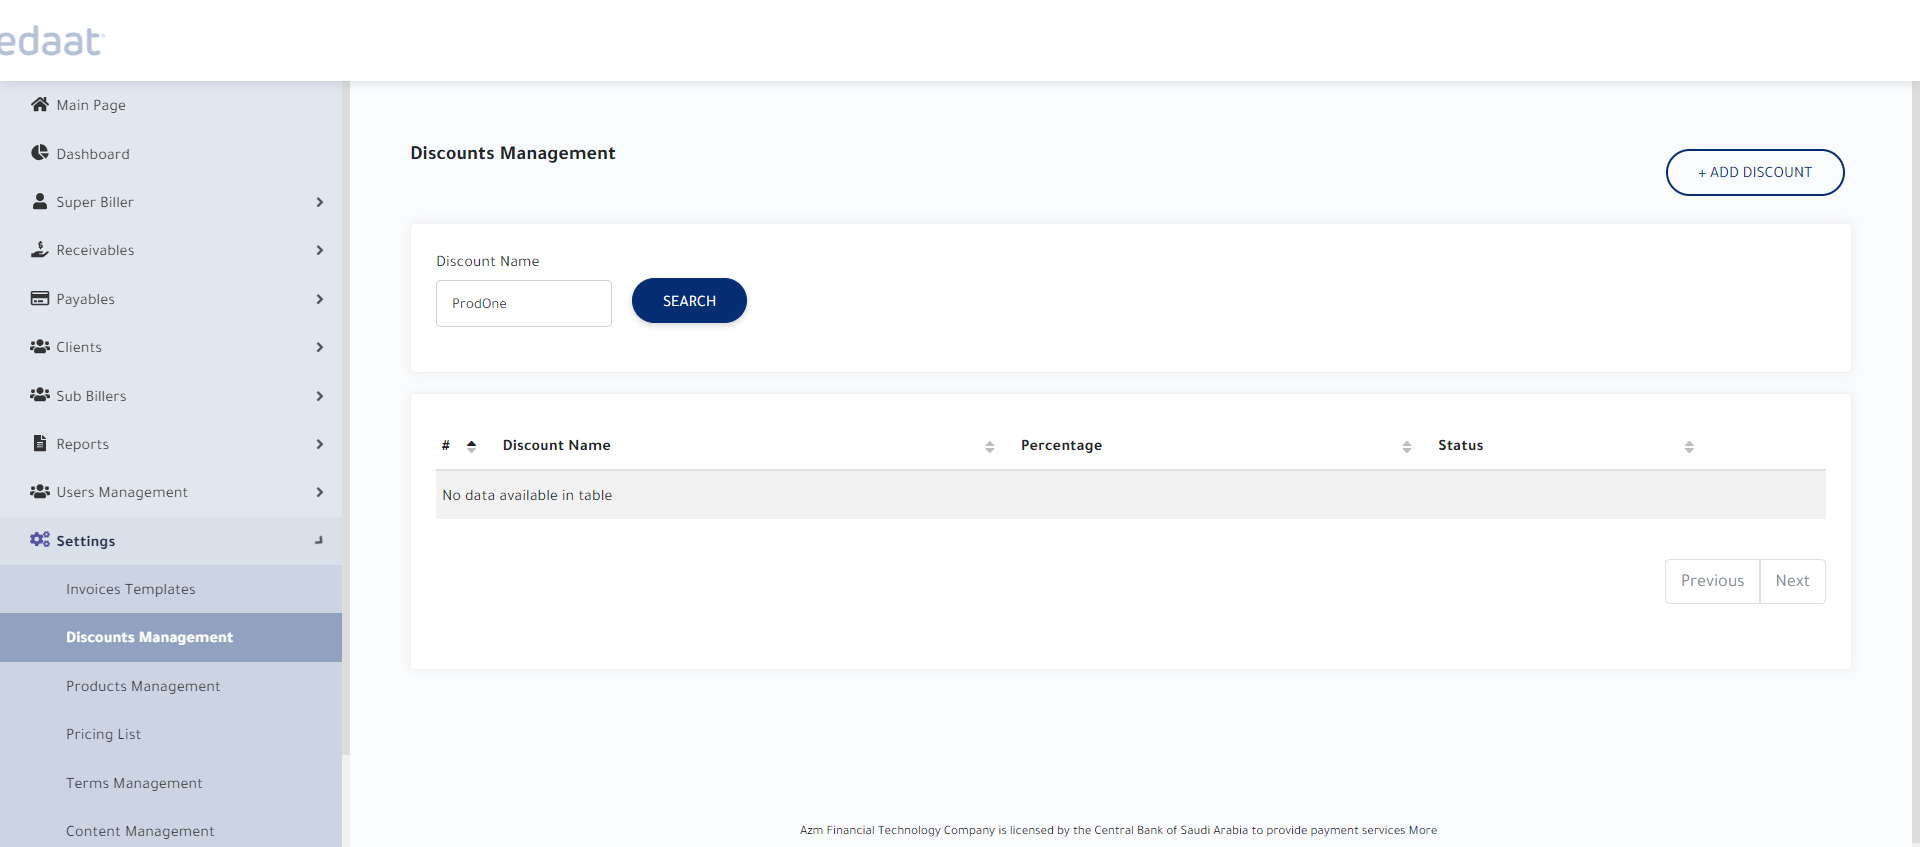 edaat
Main Page
Dashboard
Super Biller
Receivables
Payables
Clients
Sub Billers
Reports
Users Management
Settings
Invoices Templates
Discounts Management
Products Management
Pricing List
Terms Management
Content Management
Discounts Management
+ ADD DISCOUNT
Discount Name
ProdOne
SEARCH
# Discount Name Percentage Status
No data available in table
Previous Next
Azm Financial Technology Company is licensed by the Central Bank of Saudi Arabia to provide payment services More